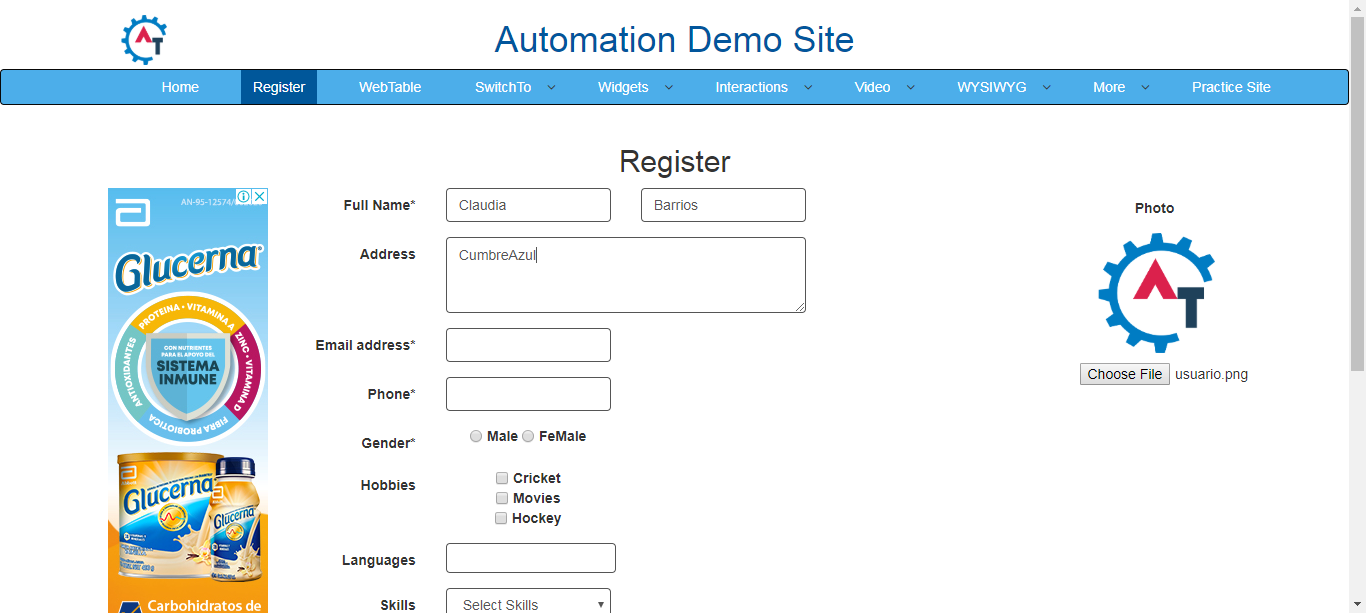 Automation Demo Site
Home Register WebTable SwitchTo Widgets Interactions Video WYSIWYG More Practice Site
Register
AN-95-12574/
Glucerna
PROTEINA • VITAMINA A
ZINC • VITAMINA D
FIBRA PROBIOTICA
ANTIOXIDANTES
CON NUTRIENTES
PARA EL APOYO DEL
SISTEMA
INMUNE
Glucerna
Glucerna
Carbohidratos de
Full Name* Claudia Barrios
Address CumbreAzul
Email address*
Phone*
Gender* Male FeMale
Hobbies Cricket
Movies
Hockey
Languages
Skills Select Skills
Photo
AT
Choose File usuario.png